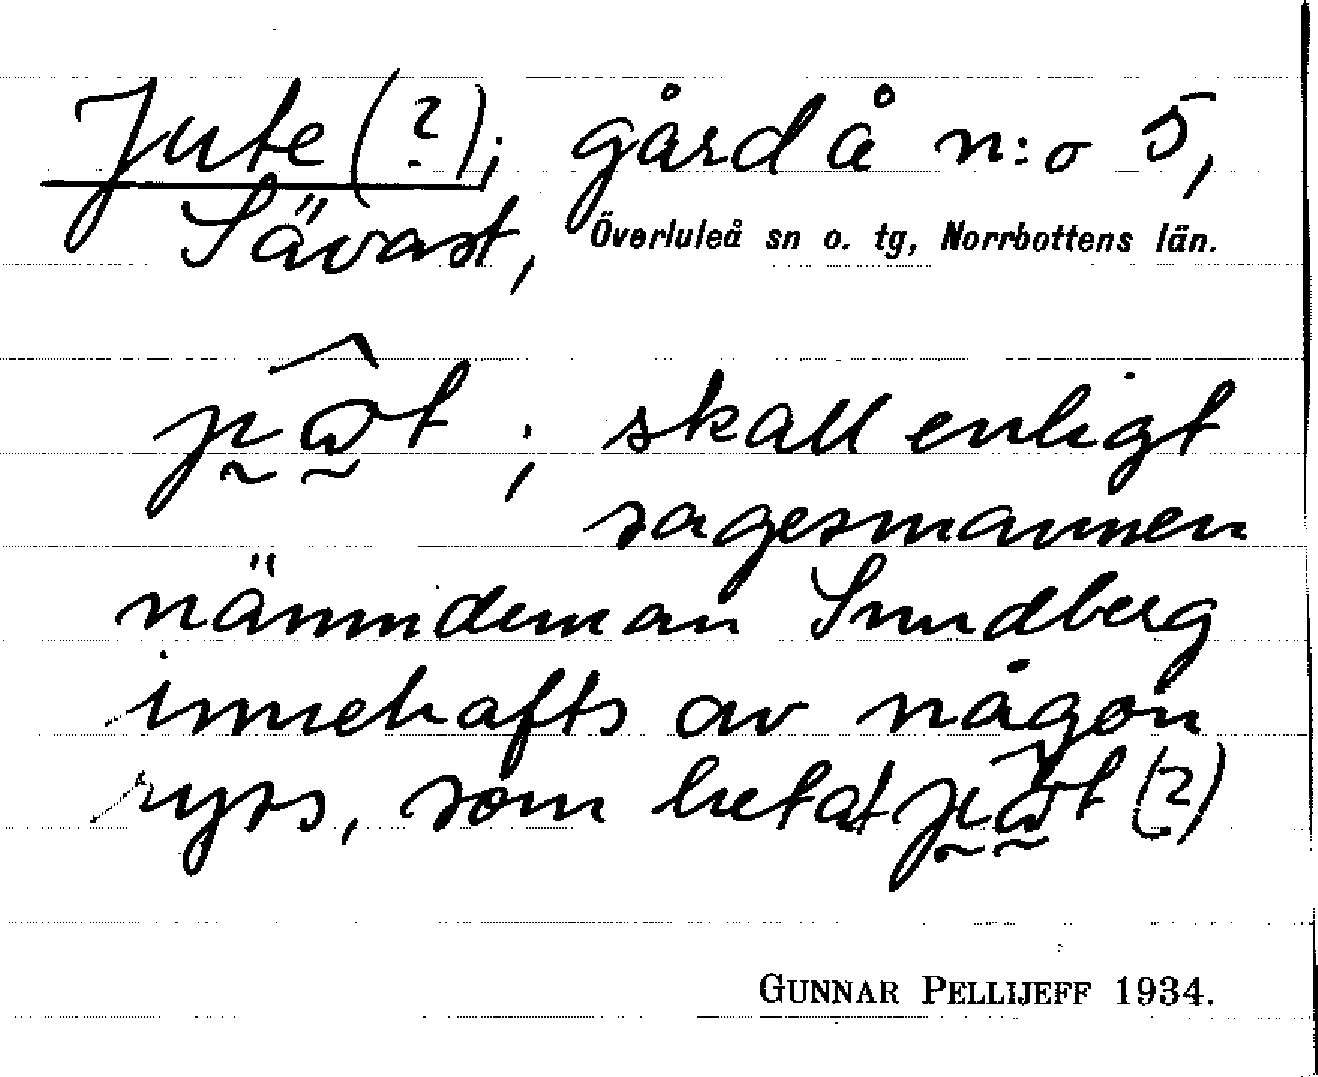 Jute (?); gård å n:o 5,
Sävast, Överluleå sn o. tg, Norrbottens län.
; skall enligt
sagesmannen
nämndeman Sundberg
innehafts av någon
ryss, som hetat (?)
GUNNAR PELLIJEFF 1934.